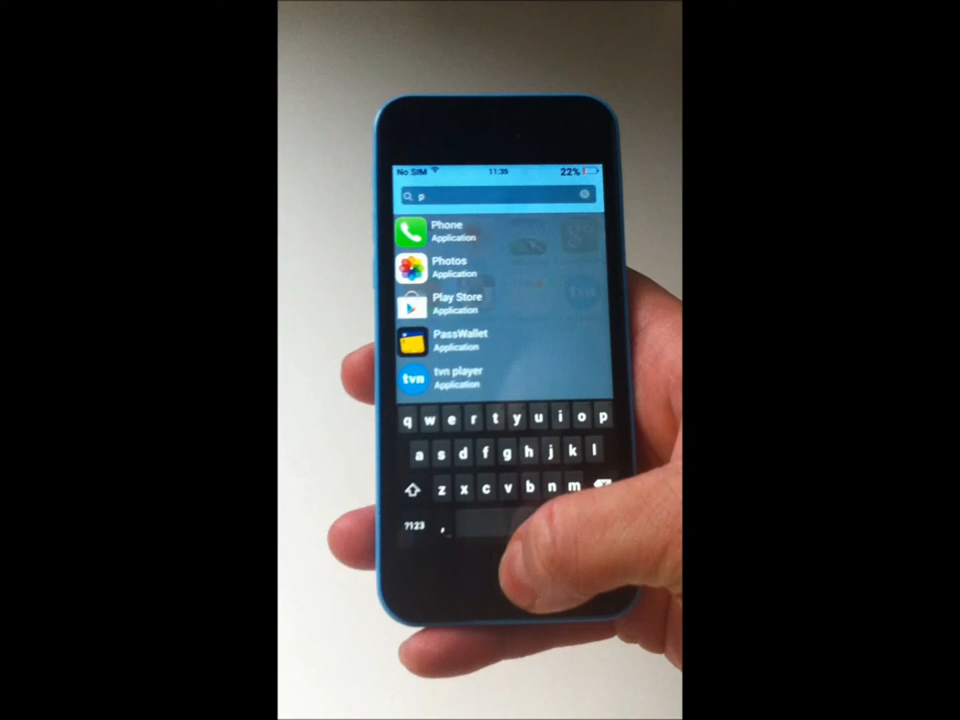 No SIM 11:39 22%
p
Phone
Application
Photos
Application
Play Store
Application
PassWallet
Application
tvn
tvn player
Application
q w e r t y u i o p
a s d f g h j k l
z x c v b n m
?123 ,